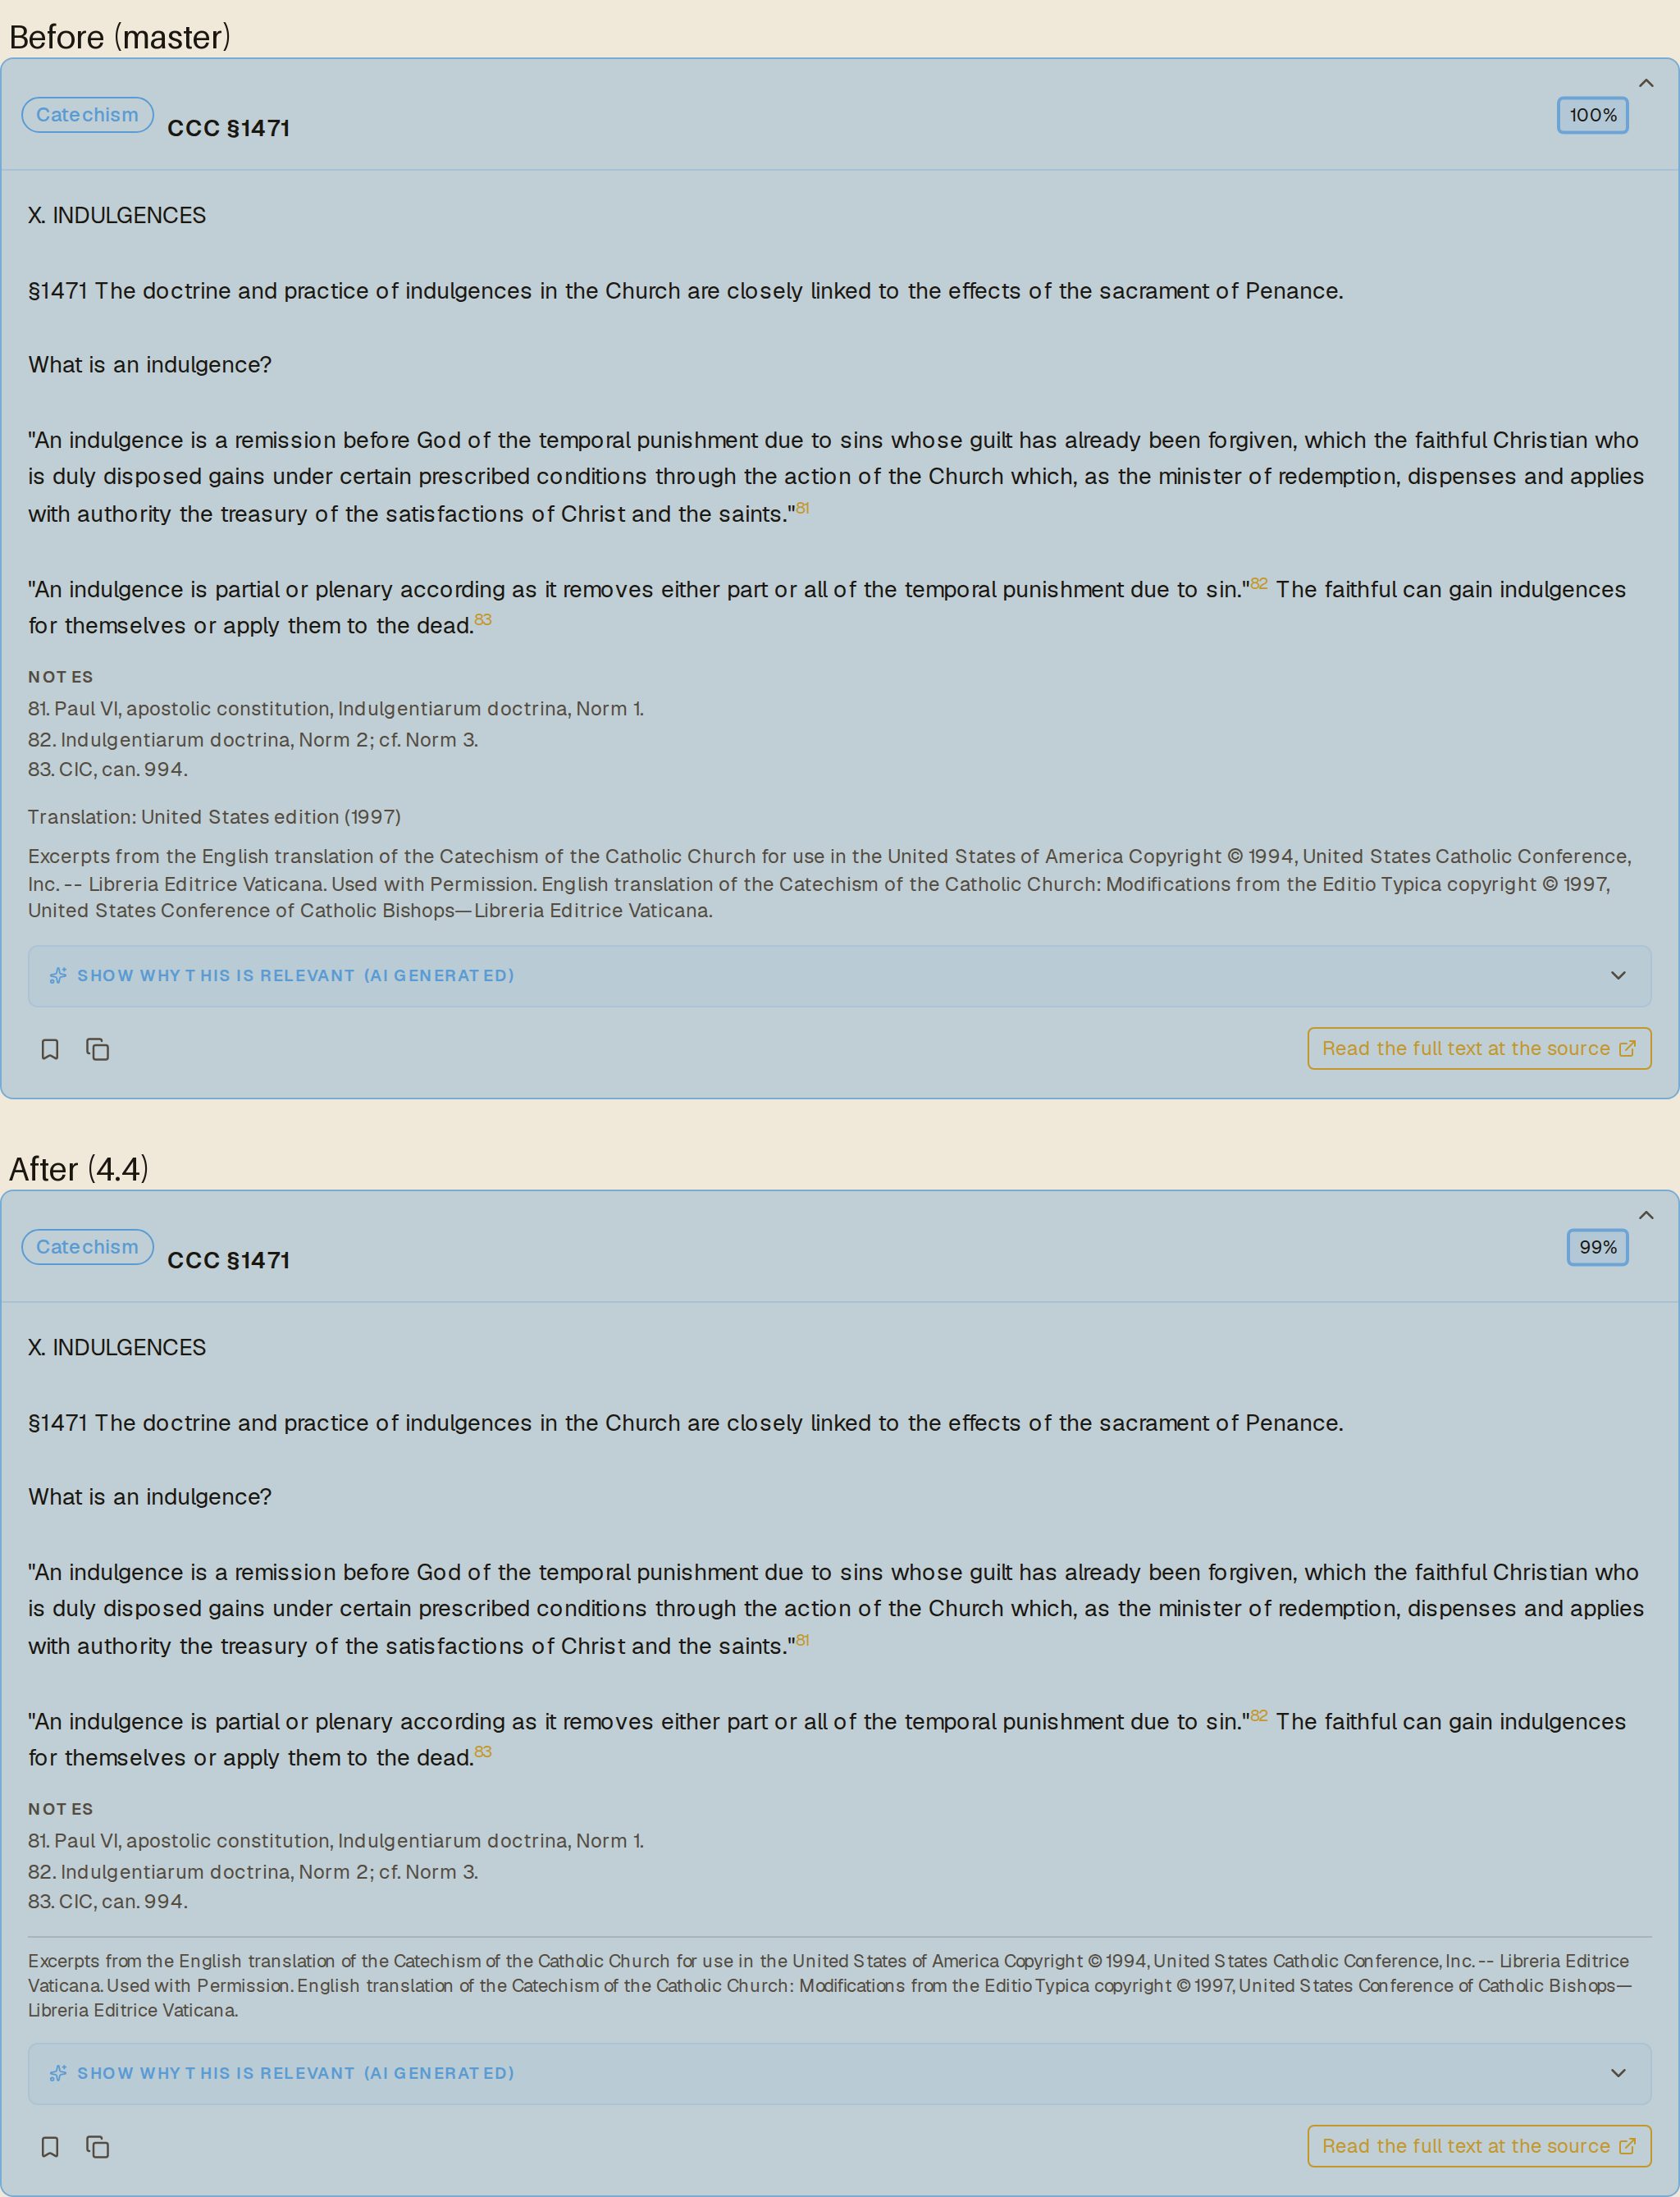 Before (master)
Catechism
CCC §1471
100%
X. INDULGENCES
§1471 The doctrine and practice of indulgences in the Church are closely linked to the effects of the sacrament of Penance.
What is an indulgence?
"An indulgence is a remission before God of the temporal punishment due to sins whose guilt has already been forgiven, which the faithful Christian who
is duly disposed gains under certain prescribed conditions through the action of the Church which, as the minister of redemption, dispenses and applies
with authority the treasury of the satisfactions of Christ and the saints."81
"An indulgence is partial or plenary according as it removes either part or all of the temporal punishment due to sin."82 The faithful can gain indulgences
for themselves or apply them to the dead.83
NOTES
81. Paul VI, apostolic constitution, Indulgentiarum doctrina, Norm 1.
82. Indulgentiarum doctrina, Norm 2; cf. Norm 3.
83. CIC, can. 994.
Translation: United States edition (1997)
Excerpts from the English translation of the Catechism of the Catholic Church for use in the United States of America Copyright © 1994, United States Catholic Conference,
Inc. -- Libreria Editrice Vaticana. Used with Permission. English translation of the Catechism of the Catholic Church: Modifications from the Editio Typica copyright © 1997,
United States Conference of Catholic Bishops—Libreria Editrice Vaticana.
SHOW WHY THIS IS RELEVANT (AI GENERATED)
Read the full text at the source
After (4.4)
Catechism
CCC §1471
99%
X. INDULGENCES
§1471 The doctrine and practice of indulgences in the Church are closely linked to the effects of the sacrament of Penance.
What is an indulgence?
"An indulgence is a remission before God of the temporal punishment due to sins whose guilt has already been forgiven, which the faithful Christian who
is duly disposed gains under certain prescribed conditions through the action of the Church which, as the minister of redemption, dispenses and applies
with authority the treasury of the satisfactions of Christ and the saints."81
"An indulgence is partial or plenary according as it removes either part or all of the temporal punishment due to sin."82 The faithful can gain indulgences
for themselves or apply them to the dead.83
NOTES
81. Paul VI, apostolic constitution, Indulgentiarum doctrina, Norm 1.
82. Indulgentiarum doctrina, Norm 2; cf. Norm 3.
83. CIC, can. 994.
Excerpts from the English translation of the Catechism of the Catholic Church for use in the United States of America Copyright © 1994, United States Catholic Conference, Inc. -- Libreria Editrice
Vaticana. Used with Permission. English translation of the Catechism of the Catholic Church: Modifications from the Editio Typica copyright © 1997, United States Conference of Catholic Bishops—
Libreria Editrice Vaticana.
SHOW WHY THIS IS RELEVANT (AI GENERATED)
Read the full text at the source